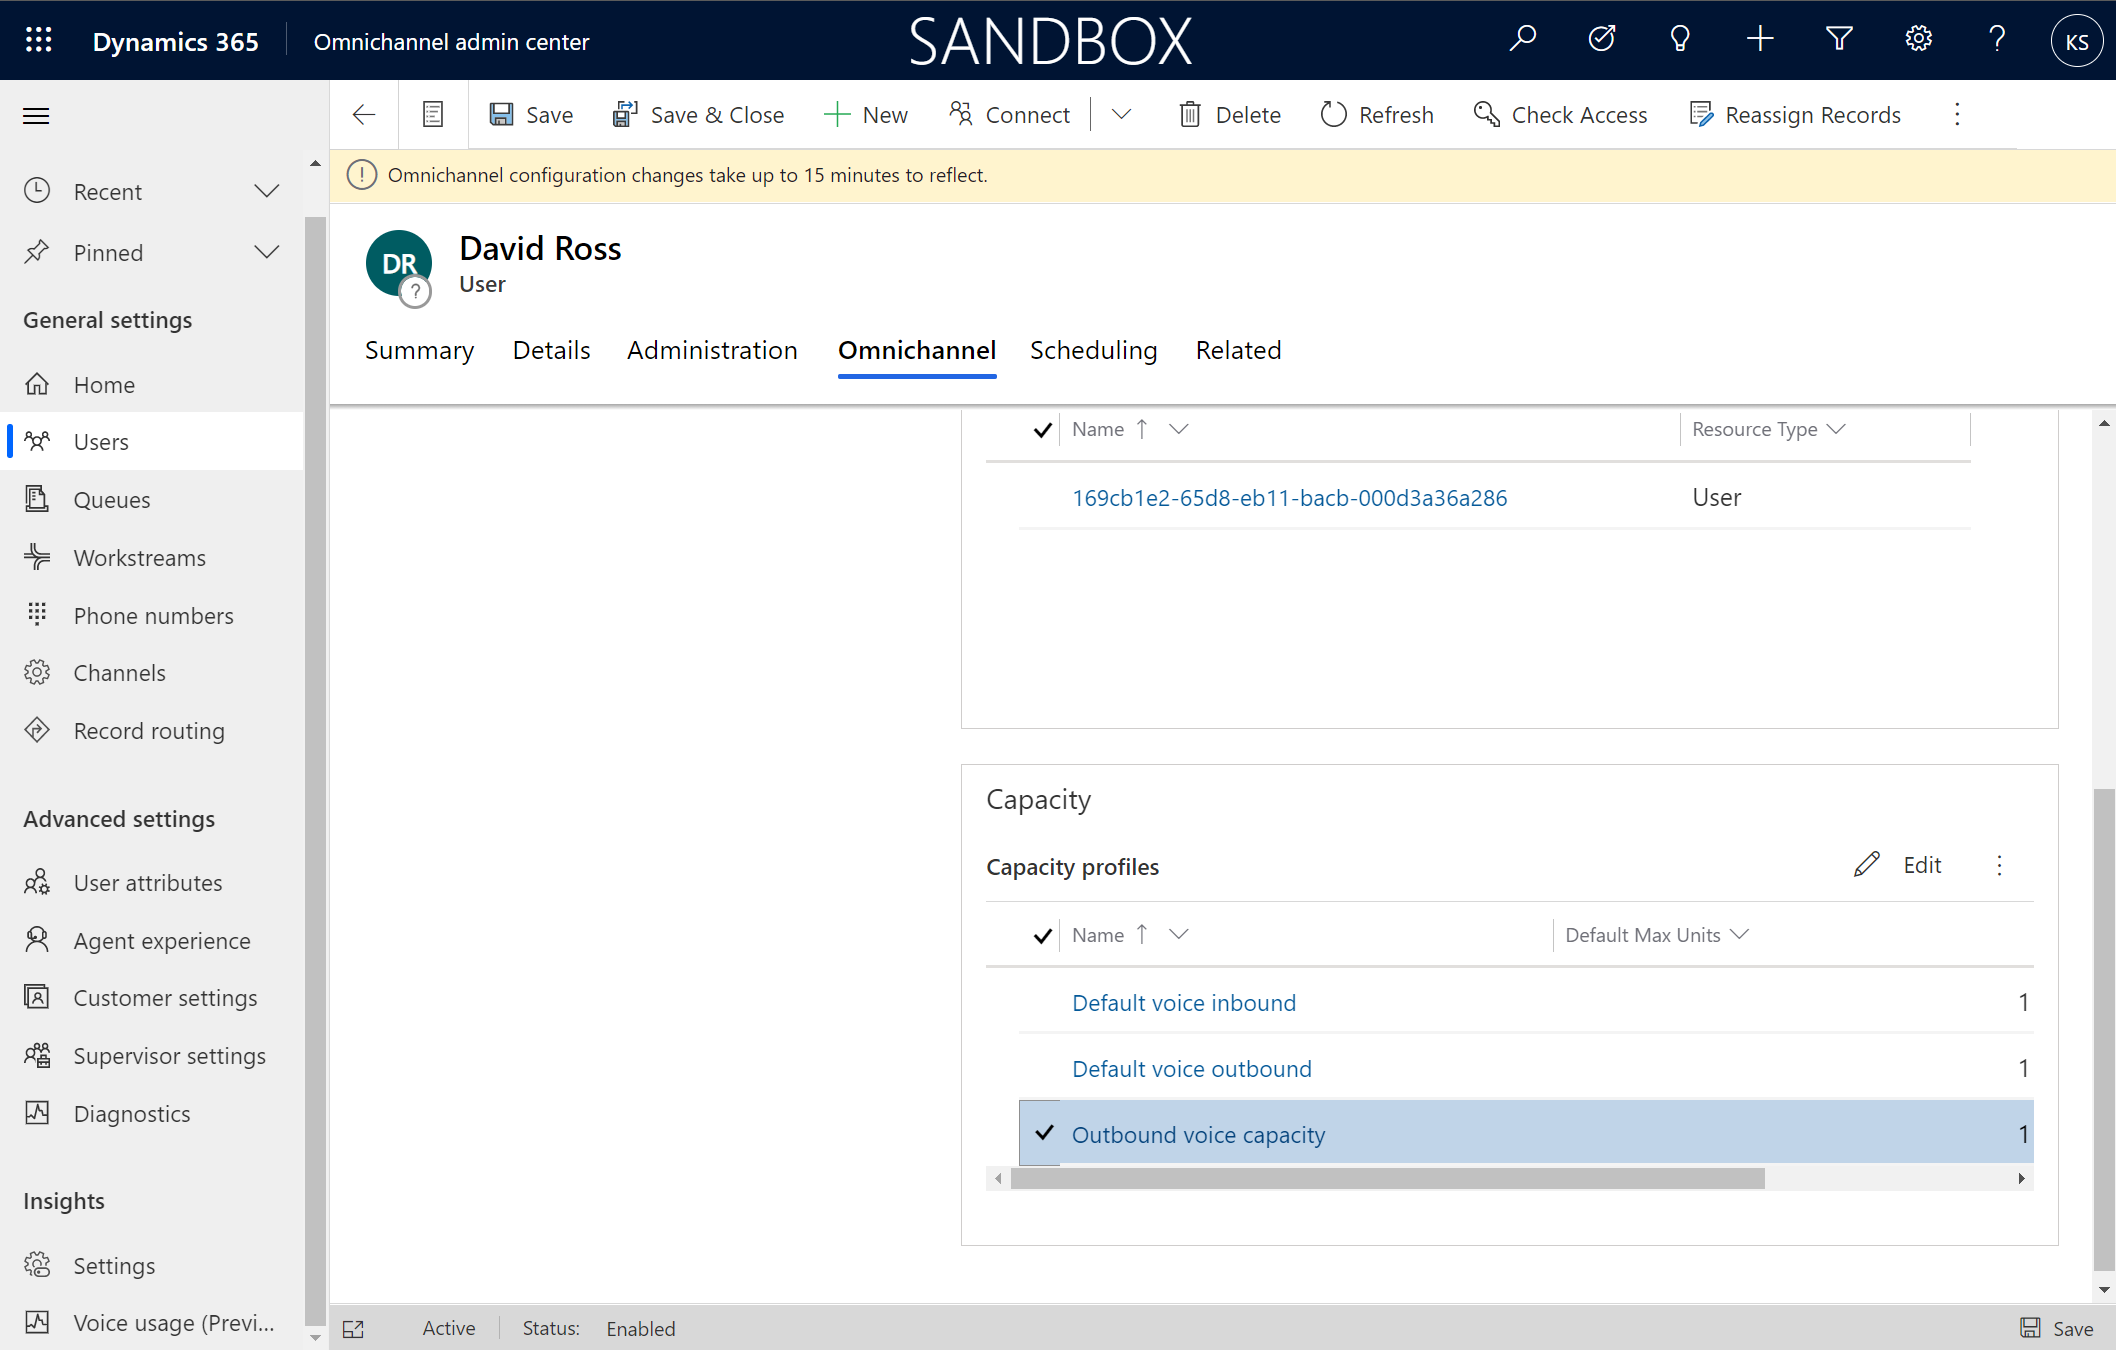 Dynamics 365
Omnichannel admin center
SANDBOX
KS
Save
Save & Close
New
Connect
Delete
Refresh
Check Access
Reassign Records
Omnichannel configuration changes take up to 15 minutes to reflect.
Recent
Pinned
General settings
Home
Users
Queues
Workstreams
Phone numbers
Channels
Record routing
Advanced settings
User attributes
Agent experience
Customer settings
Supervisor settings
Diagnostics
Insights
Settings
Voice usage (Previ...
DR
?
David Ross
User
Summary Details Administration Omnichannel Scheduling Related
Name Resource Type
169cb1e2-65d8-eb11-bacb-000d3a36a286 User
Capacity
Capacity profiles Edit
Name Default Max Units
Default voice inbound 1
Default voice outbound 1
Outbound voice capacity 1
Active Status: Enabled Save